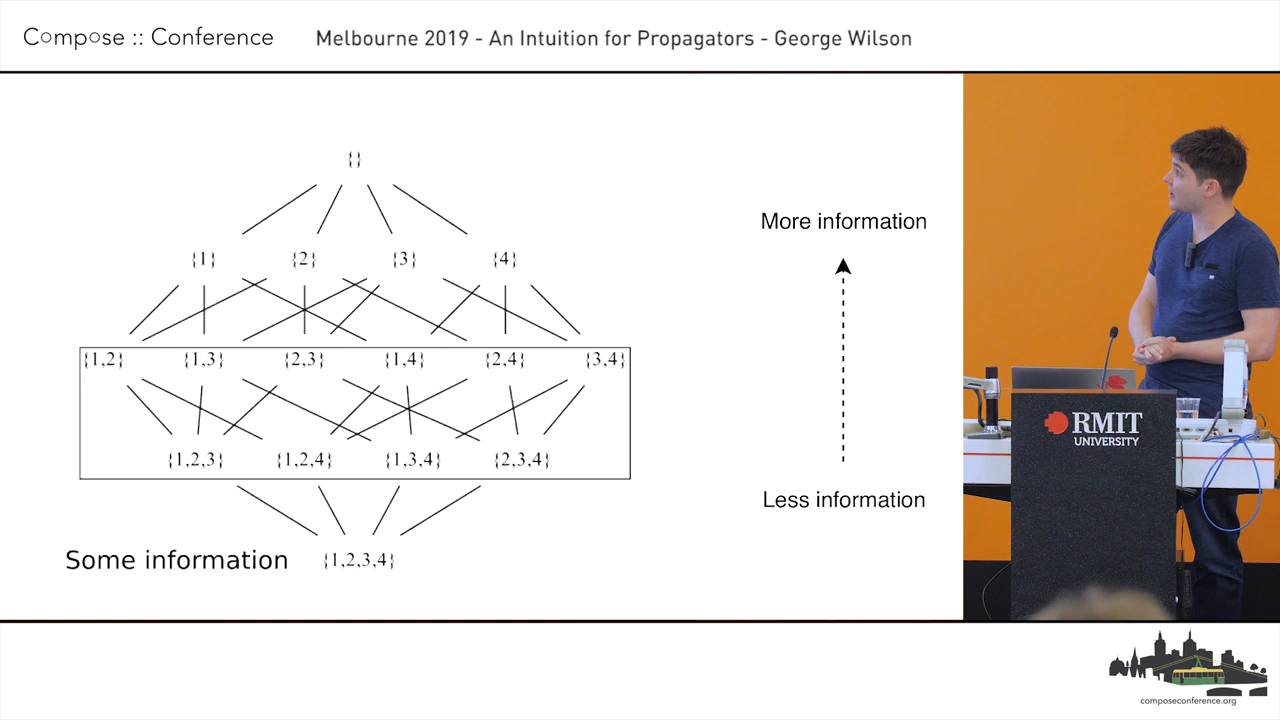 Compose :: Conference
Melbourne 2019 - An Intuition for Propagators - George Wilson
{}
{1} {2} {3} {4}
{1,2} {1,3} {2,3} {1,4} {2,4} {3,4}
{1,2,3} {1,2,4} {1,3,4} {2,3,4}
Some information {1,2,3,4}
More information
Less information
RMIT
UNIVERSITY
composeconference.org